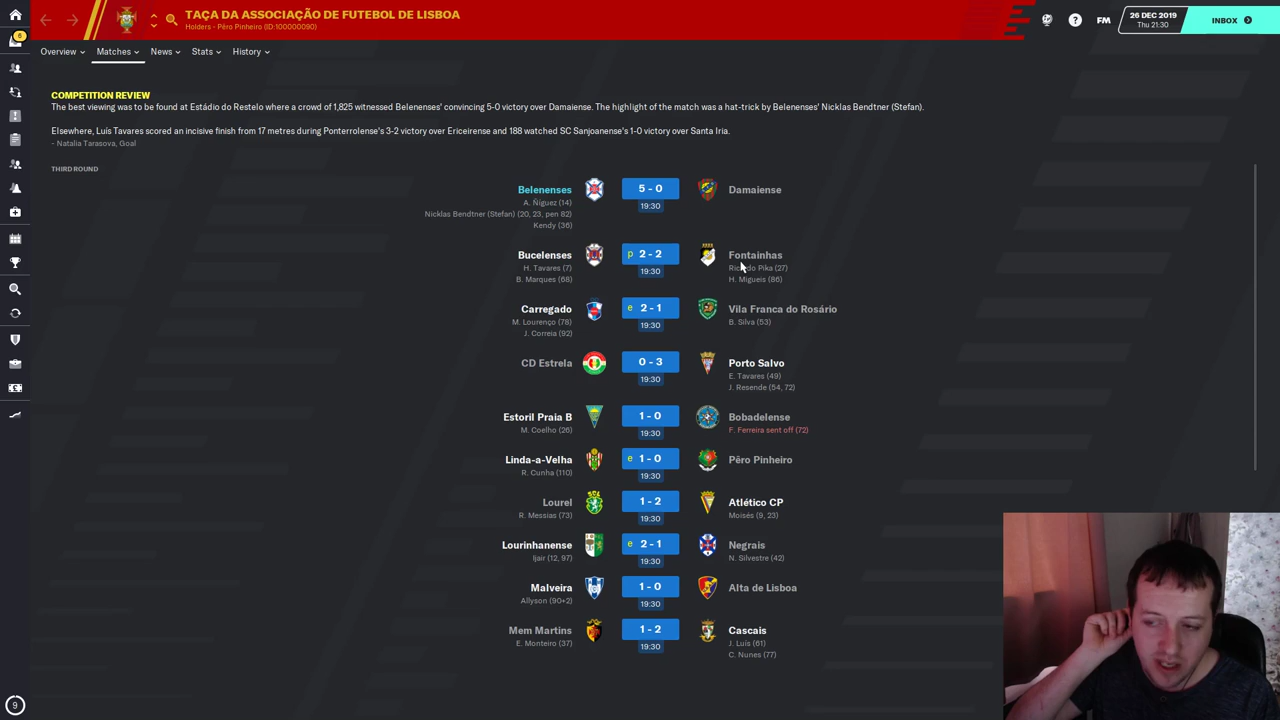 TAÇA DA ASSOCIAÇÃO DE FUTEBOL DE LISBOA
Holders - Pêro Pinheiro (ID:100000090)
FM
26 DEC 2019
Thu 21:30
INBOX
6
Overview
Matches
News
Stats
History
COMPETITION REVIEW
The best viewing was to be found at Estádio do Restelo where a crowd of 1,825 witnessed Belenenses' convincing 5-0 victory over Damaiense. The highlight of the match was a hat-trick by Belenenses' Nicklas Bendtner (Stefan).
Elsewhere, Luís Tavares scored an incisive finish from 17 metres during Ponterrolense's 3-2 victory over Ericeirense and 188 watched SC Sanjoanense's 1-0 victory over Santa Iria.
- Natalia Tarasova, Goal
THIRD ROUND
Belenenses 5 - 0 Damaiense
A. Ñíguez (14) 19:30
Nicklas Bendtner (Stefan) (20, 23, pen 82)
Kendy (36)
Bucelenses p 2 - 2 Fontainhas
H. Tavares (7) 19:30 Pika (27)
B. Marques (68) H. Migueis (86)
Carregado e 2 - 1 Vila Franca do Rosário
M. Lourenço (78) 19:30 B. Silva (53)
J. Correia (92)
CD Estrela 0 - 3 Porto Salvo
19:30 E. Tavares (49)
J. Resende (54, 72)
Estoril Praia B 1 - 0 Bobadelense
M. Coelho (26) 19:30 F. Ferreira sent off (72)
Linda-a-Velha e 1 - 0 Pêro Pinheiro
R. Cunha (110) 19:30
Lourel 1 - 2 Atlético CP
R. Messias (73) 19:30 Moisés (9, 23)
Lourinhanense e 2 - 1 Negrais
Ijair (12, 97) 19:30 N. Silvestre (42)
Malveira 1 - 0 Alta de Lisboa
Allyson (90+2) 19:30
Mem Martins 1 - 2 Cascais
E. Monteiro (37) 19:30 J. Luís (61)
C. Nunes (77)
9